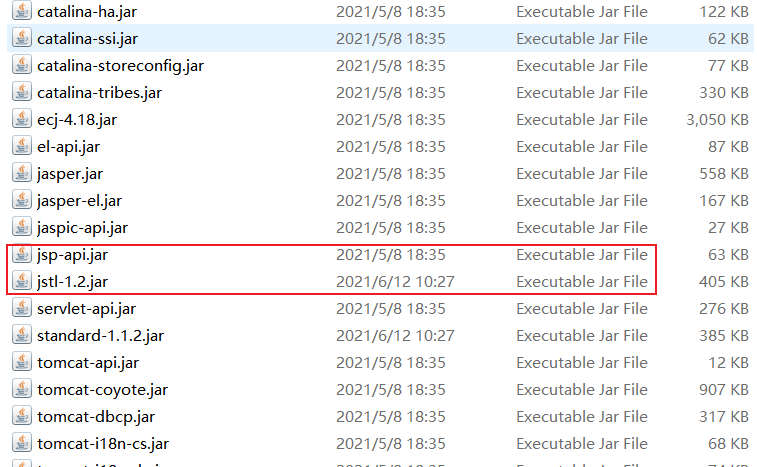 catalina-ha.jar 2021/5/8 18:35 Executable Jar File 122 KB
catalina-ssi.jar 2021/5/8 18:35 Executable Jar File 62 KB
catalina-storeconfig.jar 2021/5/8 18:35 Executable Jar File 77 KB
catalina-tribes.jar 2021/5/8 18:35 Executable Jar File 330 KB
ecj-4.18.jar 2021/5/8 18:35 Executable Jar File 3,050 KB
el-api.jar 2021/5/8 18:35 Executable Jar File 87 KB
jasper.jar 2021/5/8 18:35 Executable Jar File 558 KB
jasper-el.jar 2021/5/8 18:35 Executable Jar File 167 KB
jaspic-api.jar 2021/5/8 18:35 Executable Jar File 27 KB
jsp-api.jar 2021/5/8 18:35 Executable Jar File 63 KB
jstl-1.2.jar 2021/6/12 10:27 Executable Jar File 405 KB
servlet-api.jar 2021/5/8 18:35 Executable Jar File 276 KB
standard-1.1.2.jar 2021/6/12 10:27 Executable Jar File 385 KB
tomcat-api.jar 2021/5/8 18:35 Executable Jar File 12 KB
tomcat-coyote.jar 2021/5/8 18:35 Executable Jar File 907 KB
tomcat-dbcp.jar 2021/5/8 18:35 Executable Jar File 317 KB
tomcat-i18n-cs.jar 2021/5/8 18:35 Executable Jar File 68 KB